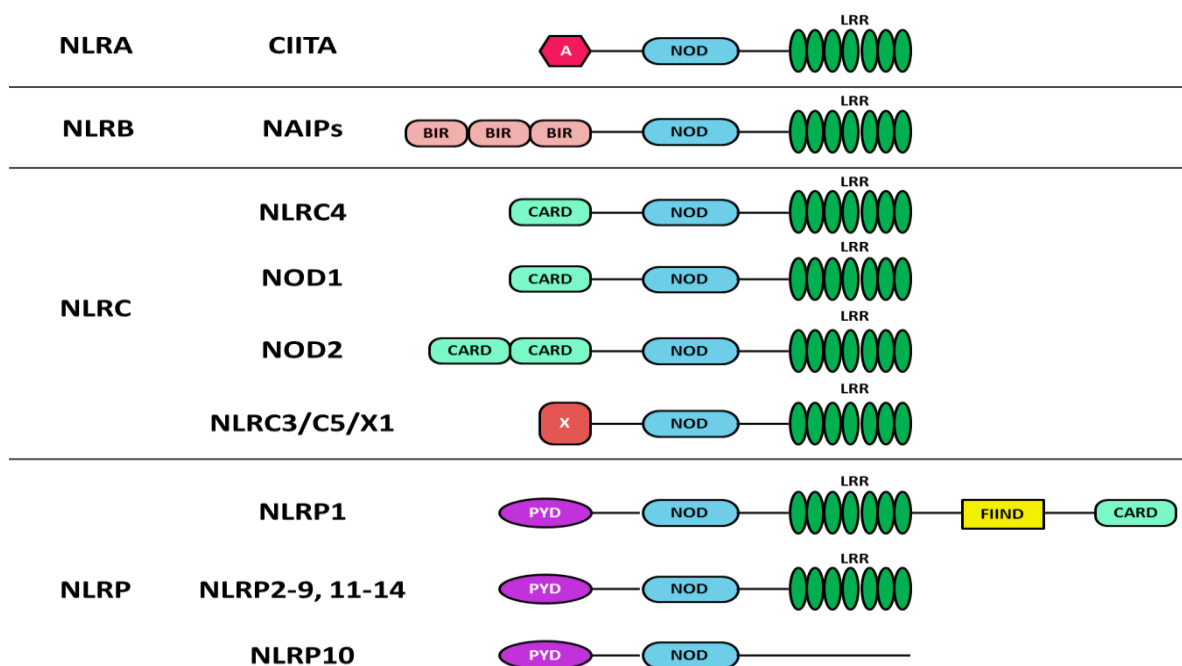 LRR
NLRA CIITA A NOD
LRR
NLRB NAIPs BIR BIR BIR NOD
LRR
NLRC4 CARD NOD
LRR
NOD1 CARD NOD
NLRC
LRR
NOD2 CARD CARD NOD
LRR
NLRC3/C5/X1 X NOD
LRR
NLRP1 PYD NOD FIIND CARD
LRR
NLRP NLRP2-9, 11-14 PYD NOD
NLRP10 PYD NOD